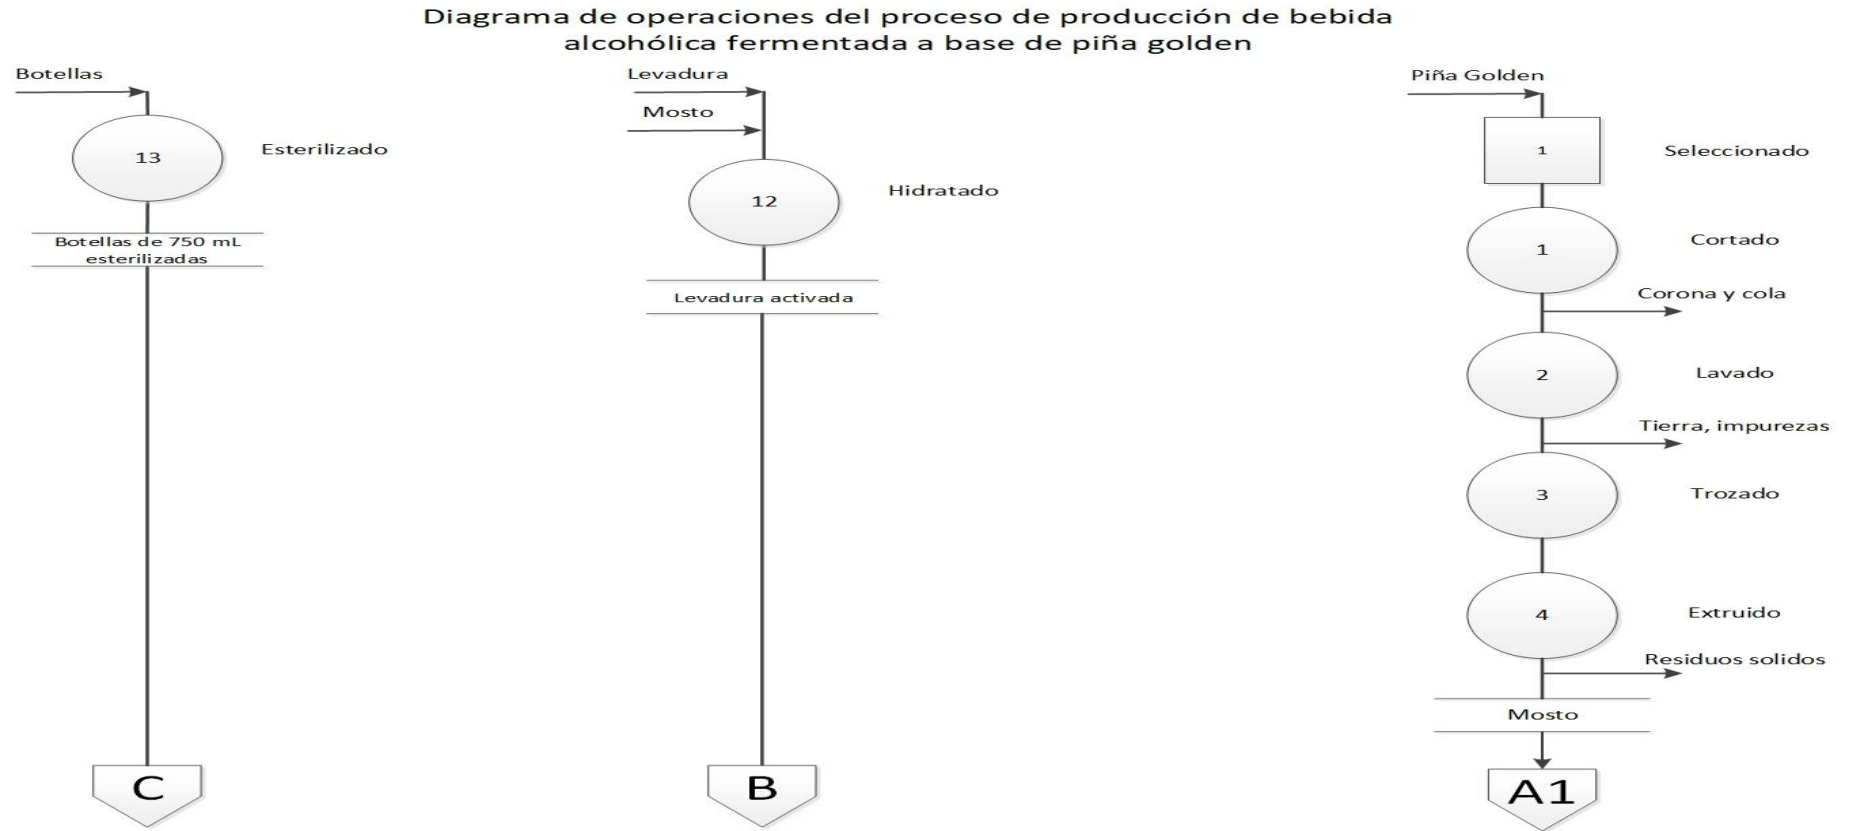 Diagrama de operaciones del proceso de producción de bebida
alcohólica fermentada a base de piña golden
Botellas
13
Esterilizado
Botellas de 750 mL
esterilizadas
C
Levadura
Mosto
12
Hidratado
Levadura activada
B
Piña Golden
1
Seleccionado
1
Cortado
Corona y cola
2
Lavado
Tierra, impurezas
3
Trozado
4
Extruido
Residuos solidos
Mosto
A1